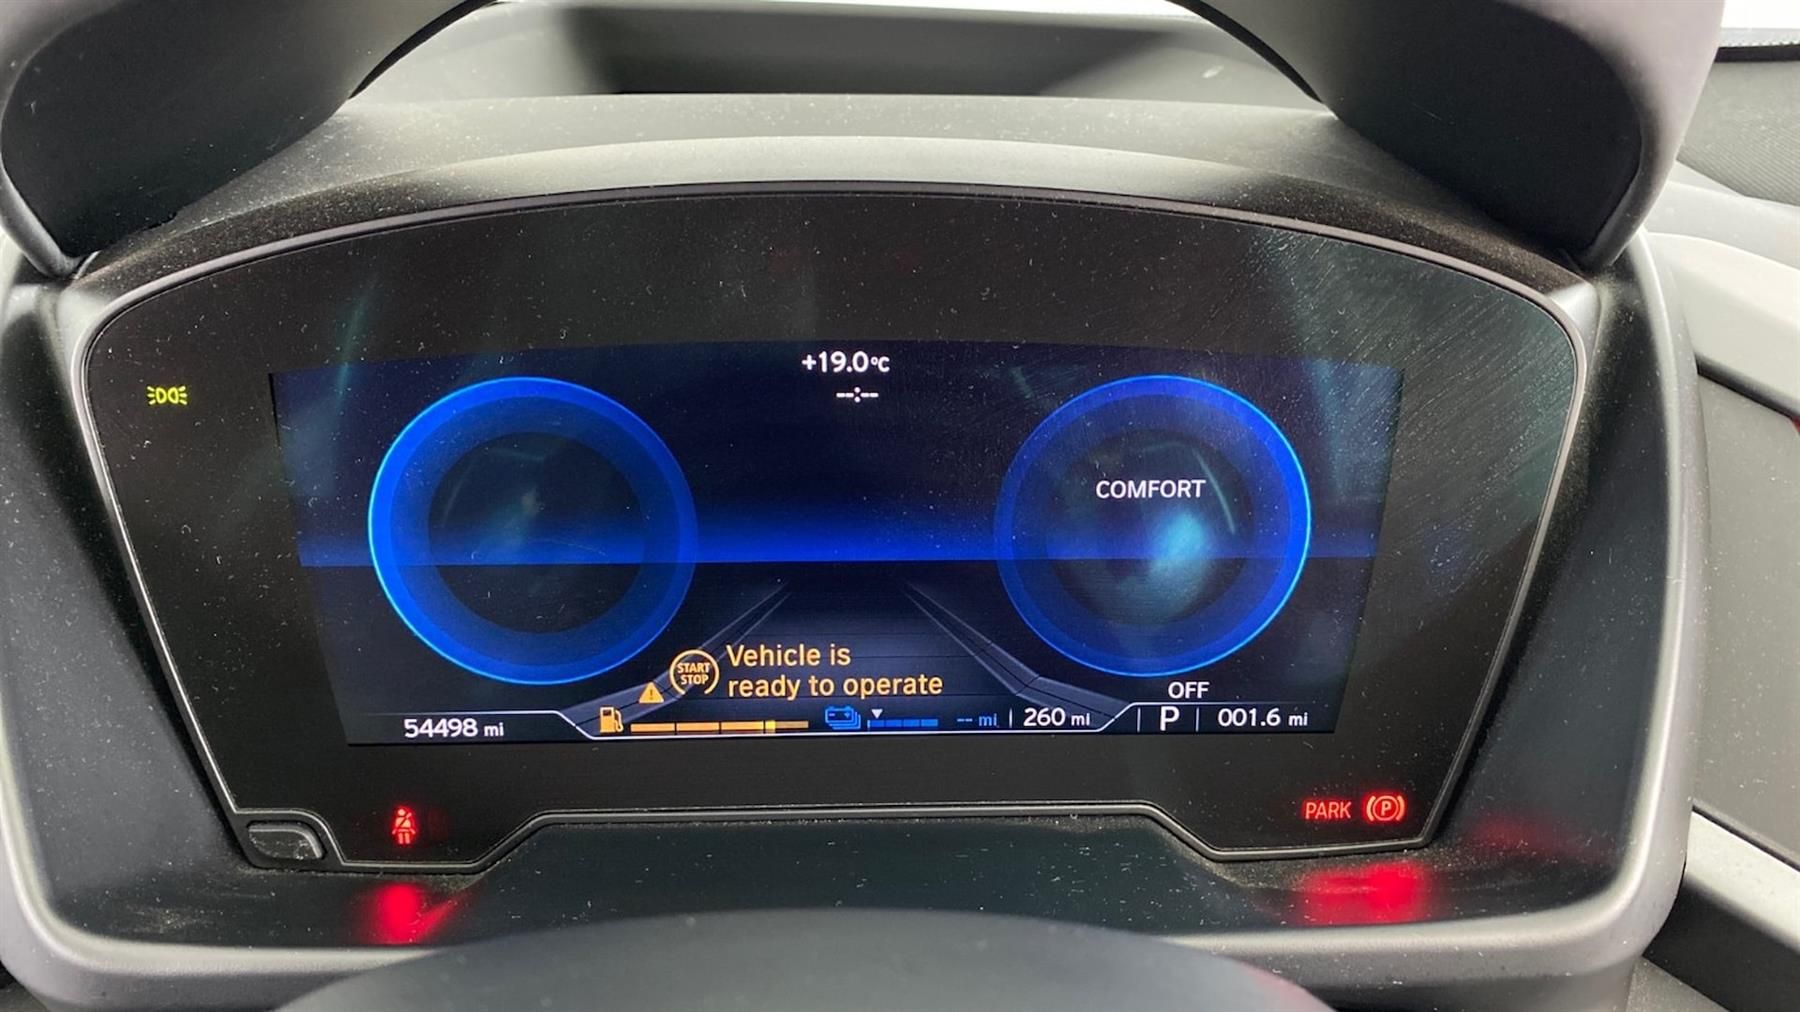 +19.0°C
--:--
COMFORT
START
STOP
Vehicle is
ready to operate
OFF
54498 mi
-- mi
260 mi
P
001.6 mi
PARK
P